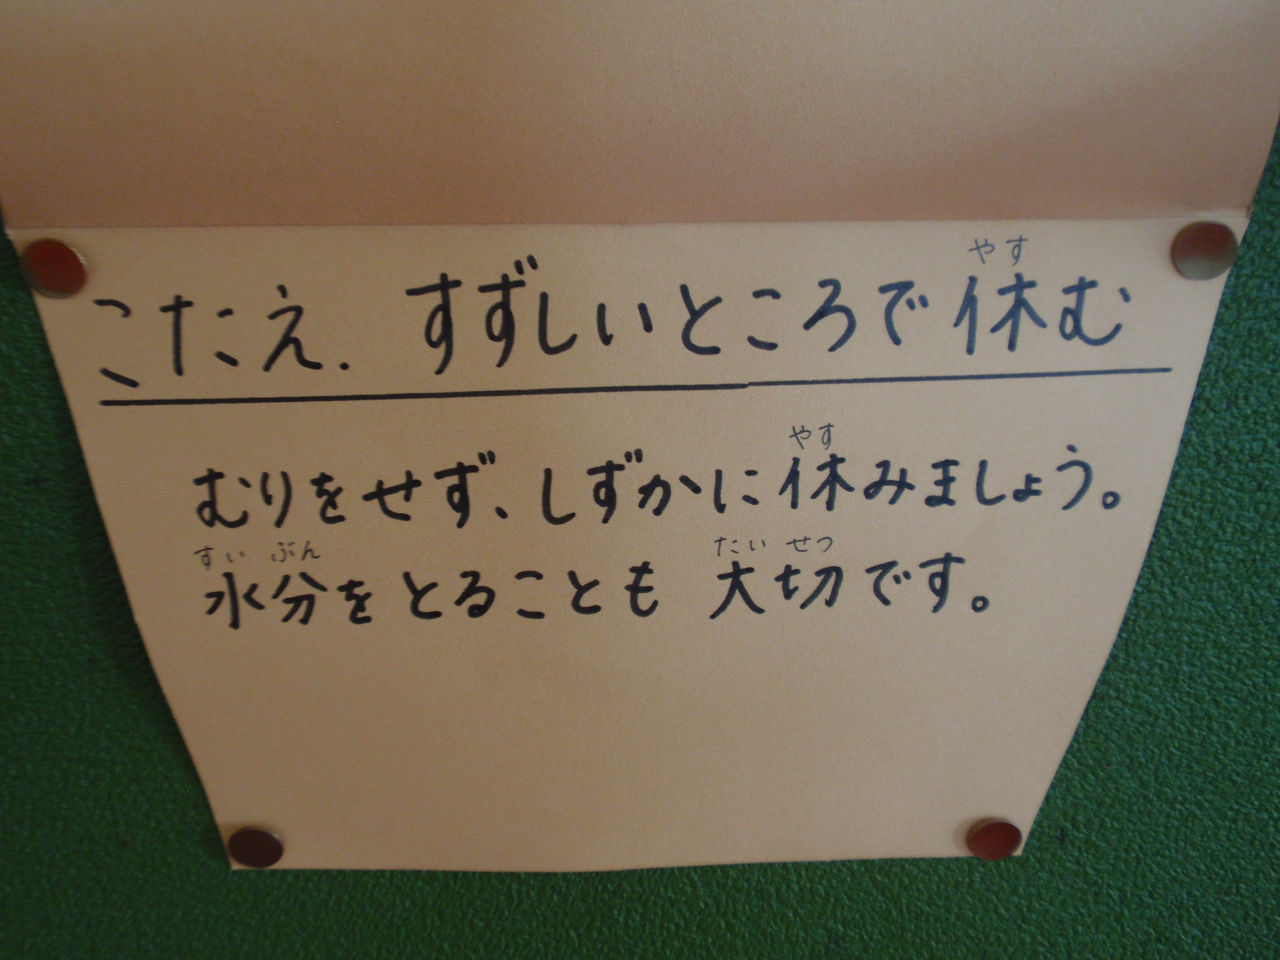 こたえ. すずしいところで休む
むりをせず、しずかに休みましょう。
水分をとることも 大切です。